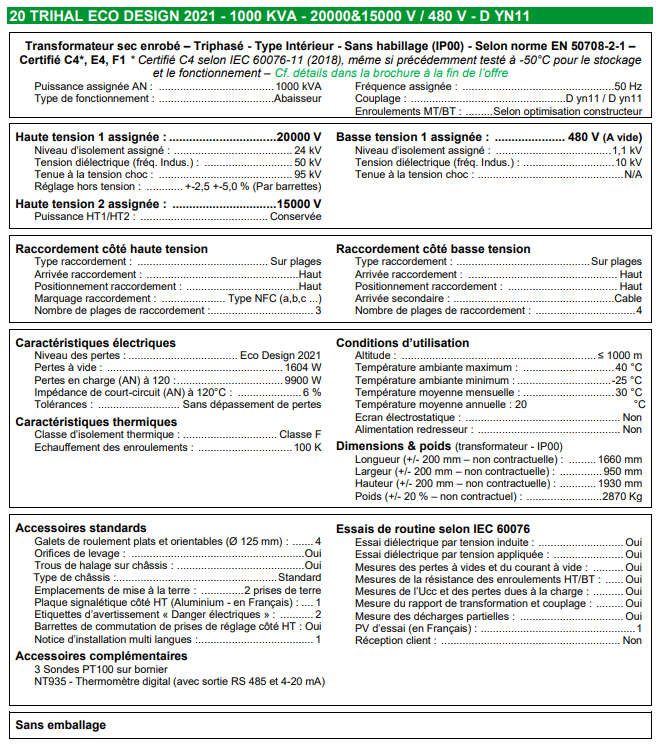 20 TRIHAL ECO DESIGN 2021 - 1000 KVA - 20000&15000 V / 480 V - D YN11
Transformateur sec enrobé – Triphasé - Type Intérieur - Sans habillage (IP00) - Selon norme EN 50708-2-1 –
Certifié C4*, E4, F1 * Certifié C4 selon IEC 60076-11 (2018), même si précédemment testé à -50°C pour le stockage
et le fonctionnement – Cf. détails dans la brochure à la fin de l'offre
Puissance assignée AN : ........................................1000 kVA
Type de fonctionnement : .......................................Abaisseur
Fréquence assignée : ..................................................50 Hz
Couplage : ......................................D yn11 / D yn11
Enroulements MT/BT : .........Selon optimisation constructeur
Haute tension 1 assignée : ...........................20000 V
Niveau d'isolement assigné : .......................................24 kV
Tension diélectrique (fréq. Indus.) : .............................50 kV
Tenue à la tension choc : .............................................95 kV
Réglage hors tension : ............ +-2,5 +-5,0 % (Par barrettes)
Haute tension 2 assignée : ...........................15000 V
Puissance HT1/HT2 : .......................................Conservée
Basse tension 1 assignée : ................... 480 V (A vide)
Niveau d'isolement assigné : .......................................1,1 kV
Tension diélectrique (fréq. Indus.) : .............................10 kV
Tenue à la tension choc : ...............................................N/A
Raccordement côté haute tension
Type raccordement : .......................................Sur plages
Arrivée raccordement : ..................................................Haut
Positionnement raccordement : .....................................Haut
Marquage raccordement : ..................Type NFC (a,b,c ...)
Nombre de plages de raccordement : ................................3
Raccordement côté basse tension
Type raccordement : .......................................Sur plages
Arrivée raccordement : ..................................................Haut
Positionnement raccordement : .....................................Haut
Arrivée secondaire : ....................................................Cable
Nombre de plages de raccordement : ................................4
Caractéristiques électriques
Niveau des pertes : ...............................Eco Design 2021
Pertes à vide : .............................................................1604 W
Pertes en charge (AN) à 120 : ....................................9900 W
Impédance de court-circuit (AN) à 120°C : .....................6 %
Tolérances : ........................Sans dépassement de pertes
Caractéristiques thermiques
Classe d'isolement thermique : ................................Classe F
Echauffement des enroulements : ................................100 K
Conditions d'utilisation
Altitude : ....................................................................≤ 1000 m
Température ambiante maximum : ................................40 °C
Température ambiante minimum : ................................-25 °C
Température moyenne mensuelle : ................................30 °C
Température moyenne annuelle : 20 °C
Ecran électrostatique : ..................................................Non
Alimentation redresseur : ..............................................Non
Dimensions & poids (transformateur - IP00)
Longueur (+/- 200 mm – non contractuelle) : ......... 1660 mm
Largeur (+/- 200 mm – non contractuelle) : .............. 950 mm
Hauteur (+/- 200 mm – non contractuelle) : ............ 1930 mm
Poids (+/- 20 % – non contractuel) : ..........................2870 Kg
Accessoires standards
Galets de roulement plats et orientables (Ø 125 mm) : ....... 4
Orifices de levage : ........................................................Oui
Trous de halage sur châssis : .........................................Oui
Type de châssis :...................................................Standard
Emplacements de mise à la terre : ...............2 prises de terre
Plaque signalétique côté HT (Aluminium - en Français) : .... 1
Etiquettes d'avertissement « Danger électriques » : ........... 2
Barrettes de commutation de prises de réglage côté HT : Oui
Notice d'installation multi langues :..................................1
Accessoires complémentaires
3 Sondes PT100 sur bornier
NT935 - Thermomètre digital (avec sortie RS 485 et 4-20 mA)
Essais de routine selon IEC 60076
Essai diélectrique par tension induite : ........................... Oui
Essai diélectrique par tension appliquée : ....................... Oui
Mesures des pertes à vides et du courant à vide : .......... Oui
Mesures de la résistance des enroulements HT/BT : ...... Oui
Mesures de l'Ucc et des pertes dues à la charge : .......... Oui
Mesure du rapport de transformation et couplage : ......... Oui
Mesure des décharges partielles : ................................. Oui
PV d'essai (en Français) : .................................................1
Réception client : ..........................................................Non
Sans emballage